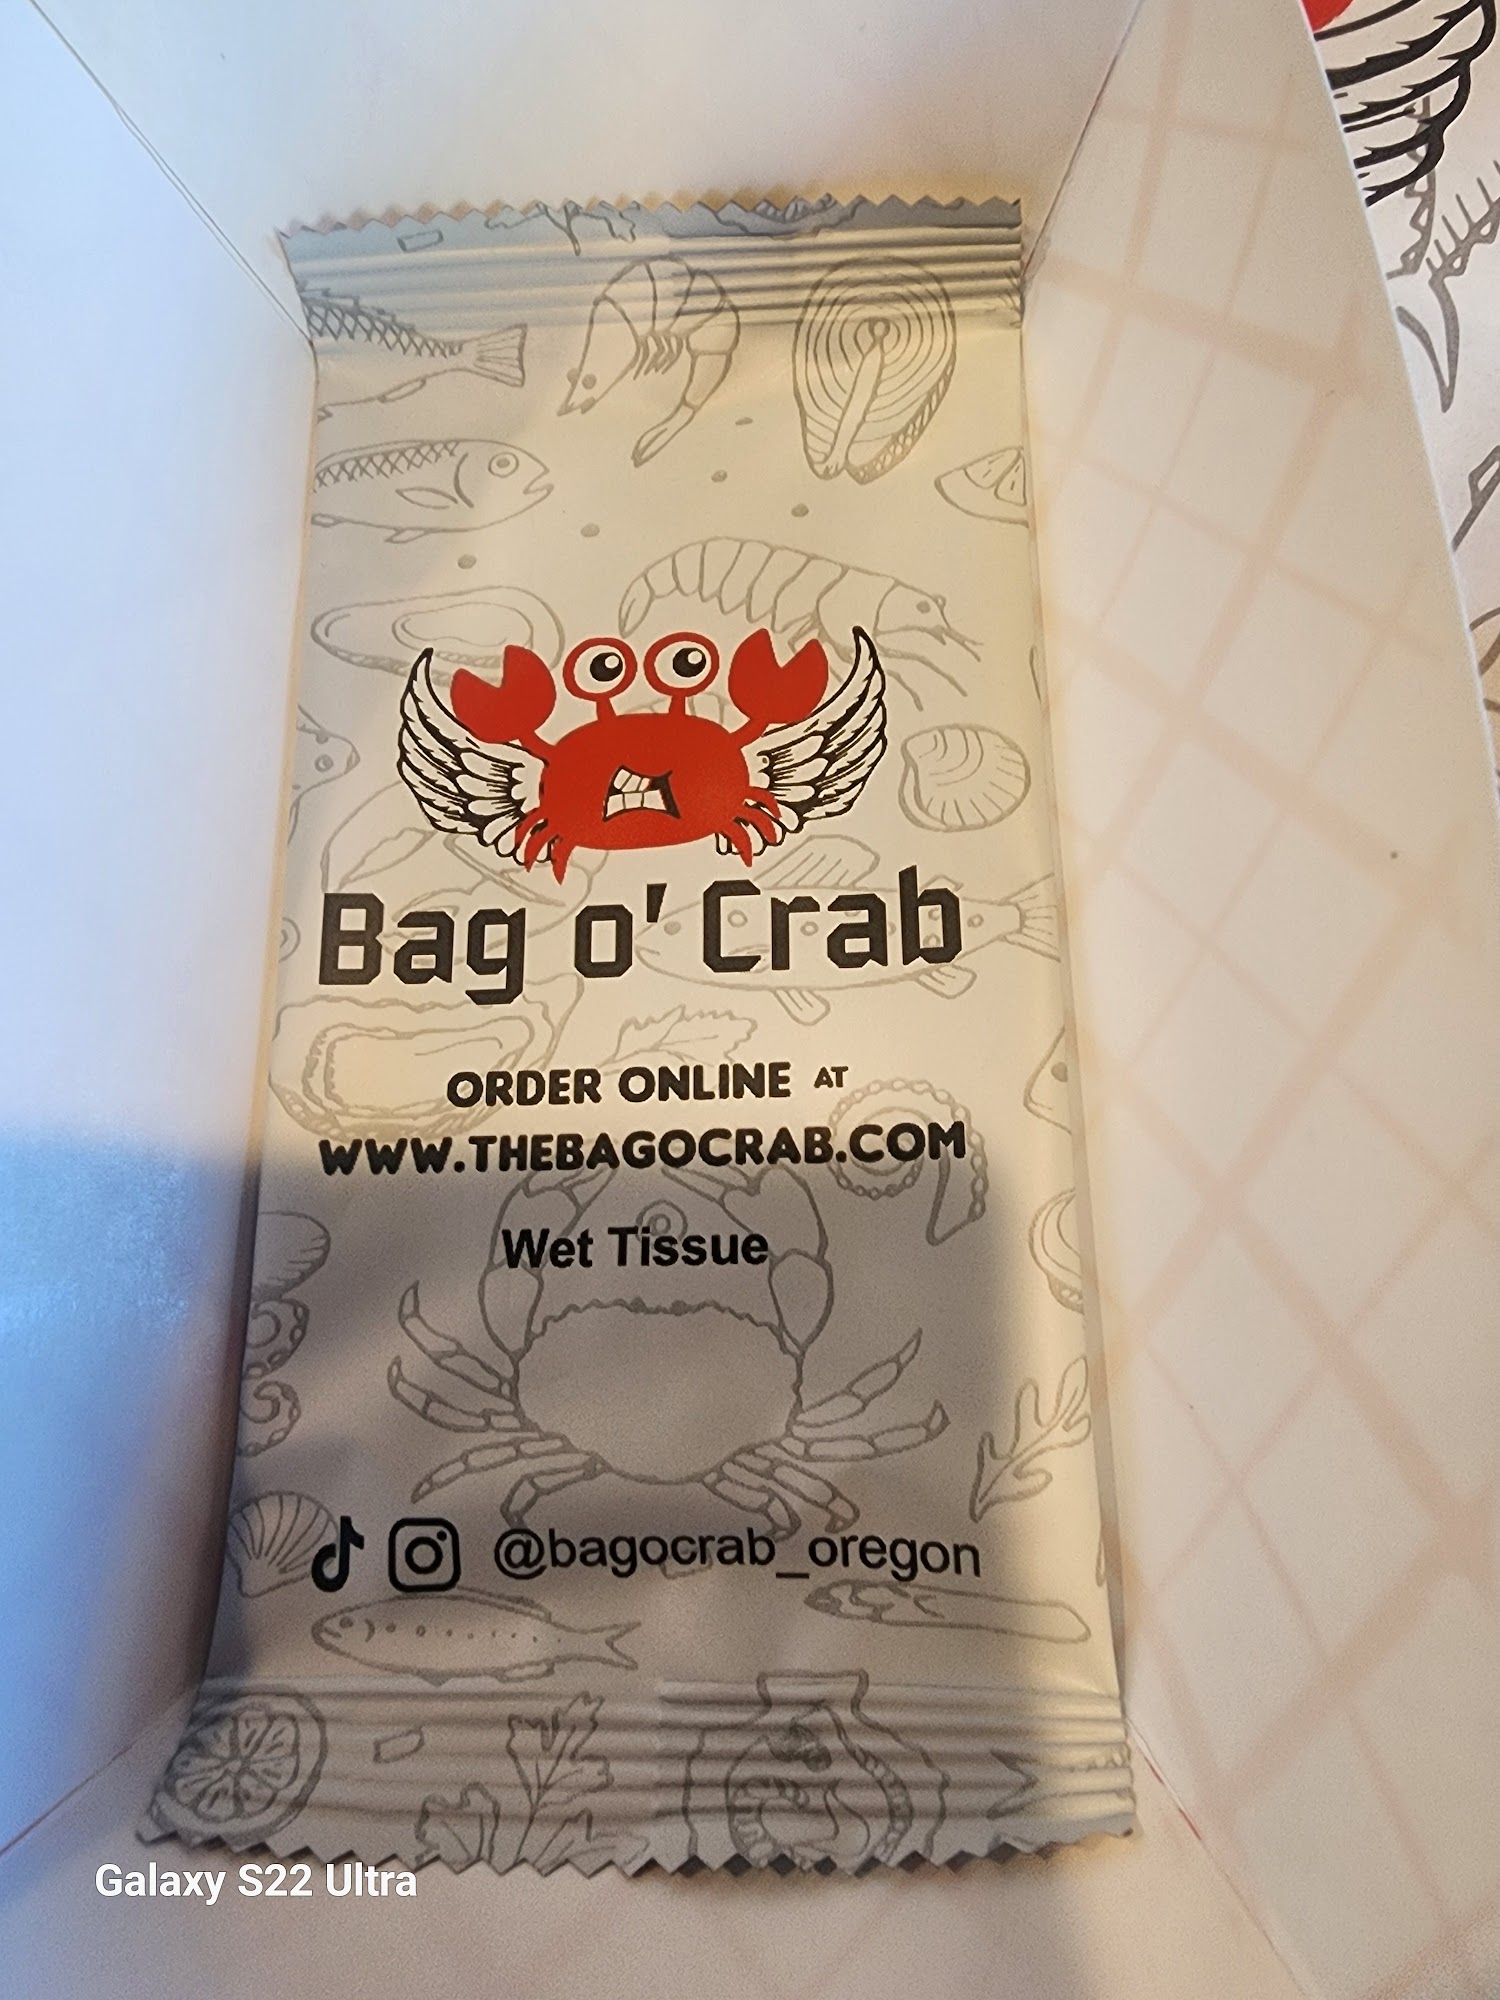 Bag o' Crab
ORDER ONLINE AT
WWW.THEBAGOCRAB.COM
Wet Tissue
@bagocrab_oregon
Galaxy S22 Ultra